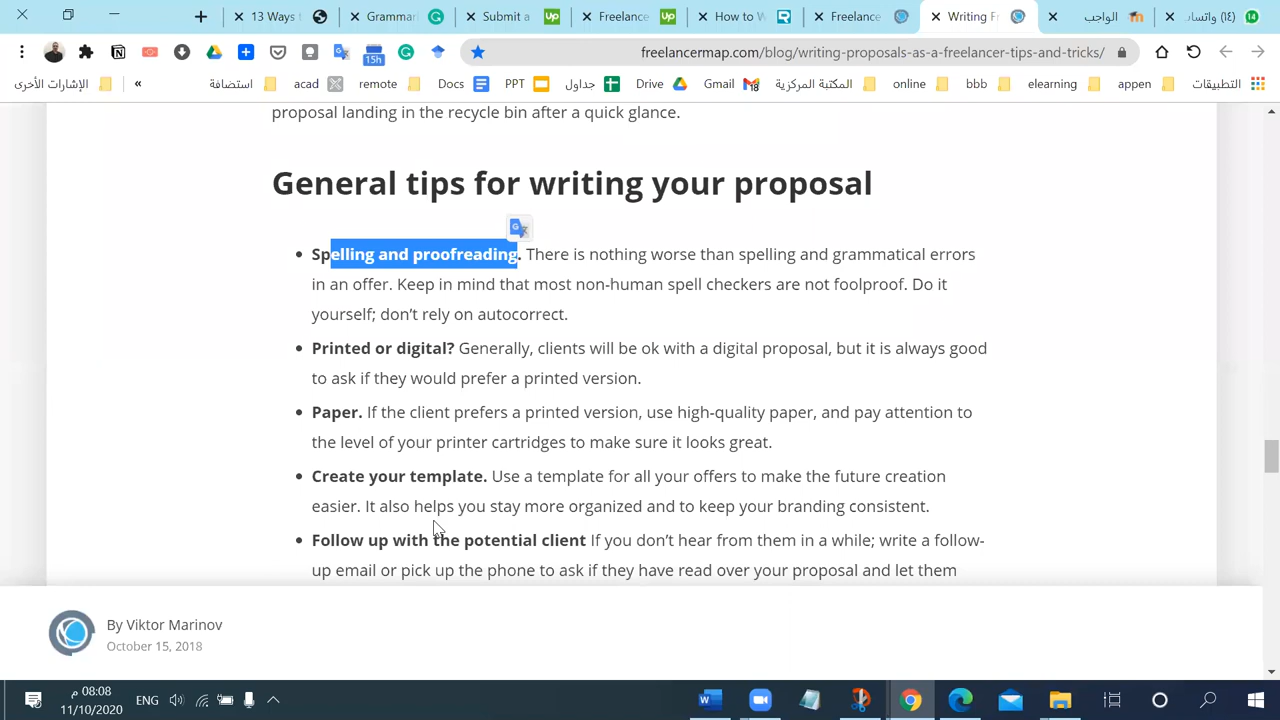 13 Ways
Grammar
Submit a
Freelance
How to W
Freelance
Writing Fr
الواجب
(١٤) واتساب
14
15h
freelancermap.com/blog/writing-proposals-as-a-freelancer-tips-and-tricks/
الإشارات الأخرى
»
استضافة
acad
remote
Docs
PPT
جداول
Drive
Gmail
18
المكتبة المركزية
online
bbb
elearning
appen
التطبيقات
proposal landing in the recycle bin after a quick glance.
General tips for writing your proposal
Spelling and proofreading. There is nothing worse than spelling and grammatical errors
in an offer. Keep in mind that most non-human spell checkers are not foolproof. Do it
yourself; don’t rely on autocorrect.
Printed or digital? Generally, clients will be ok with a digital proposal, but it is always good
to ask if they would prefer a printed version.
Paper. If the client prefers a printed version, use high-quality paper, and pay attention to
the level of your printer cartridges to make sure it looks great.
Create your template. Use a template for all your offers to make the future creation
easier. It also helps you stay more organized and to keep your branding consistent.
Follow up with the potential client If you don’t hear from them in a while; write a follow-
up email or pick up the phone to ask if they have read over your proposal and let them
By Viktor Marinov
October 15, 2018
08:08 م
11/10/2020
ENG